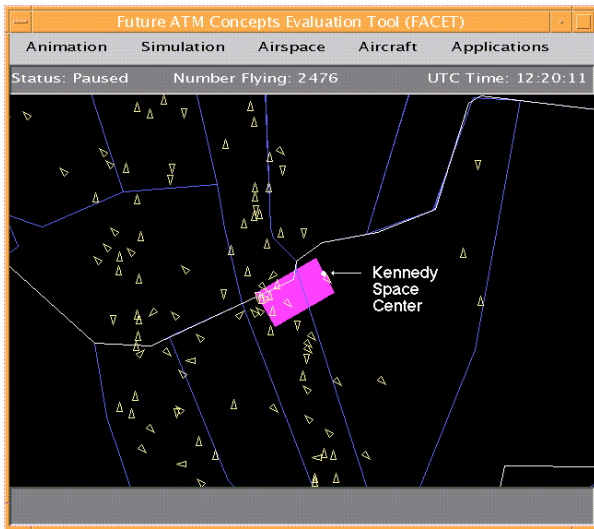 Future ATM Concepts Evaluation Tool (FACET)
Animation Simulation Airspace Aircraft Applications
Status: Paused Number Flying: 2476 UTC Time: 12:20:11
Kennedy
Space
Center